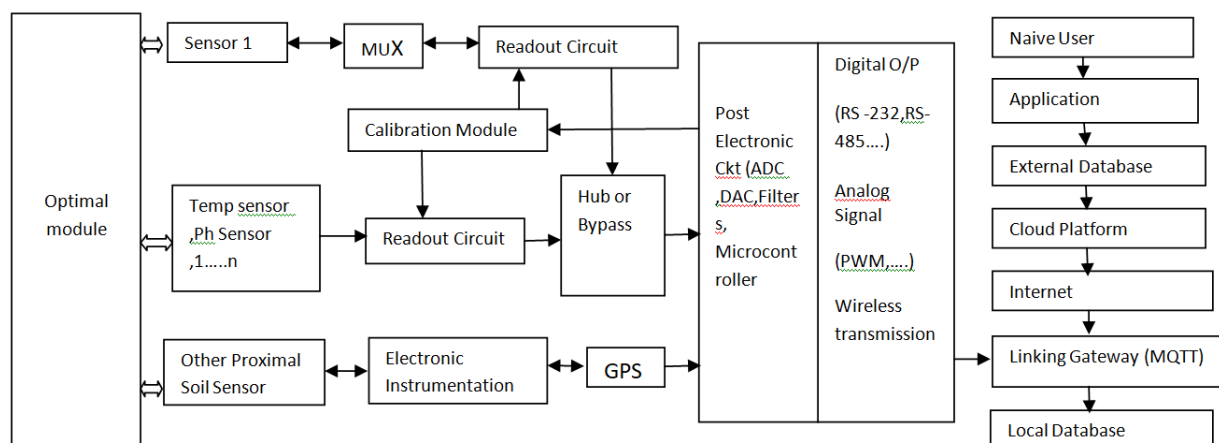 Optimal
module
Sensor 1
MUX
Readout Circuit
Calibration Module
Temp sensor
,Ph Sensor
,1.....n
Readout Circuit
Hub or
Bypass
Other Proximal
Soil Sensor
Electronic
Instrumentation
GPS
Post
Electronic
Ckt (ADC
,DAC,Filter
s,
Microcont
roller
Digital O/P
(RS -232,RS-
485....)
Analog
Signal
(PWM,....)
Wireless
transmission
Naive User
Application
External Database
Cloud Platform
Internet
Linking Gateway (MQTT)
Local Database